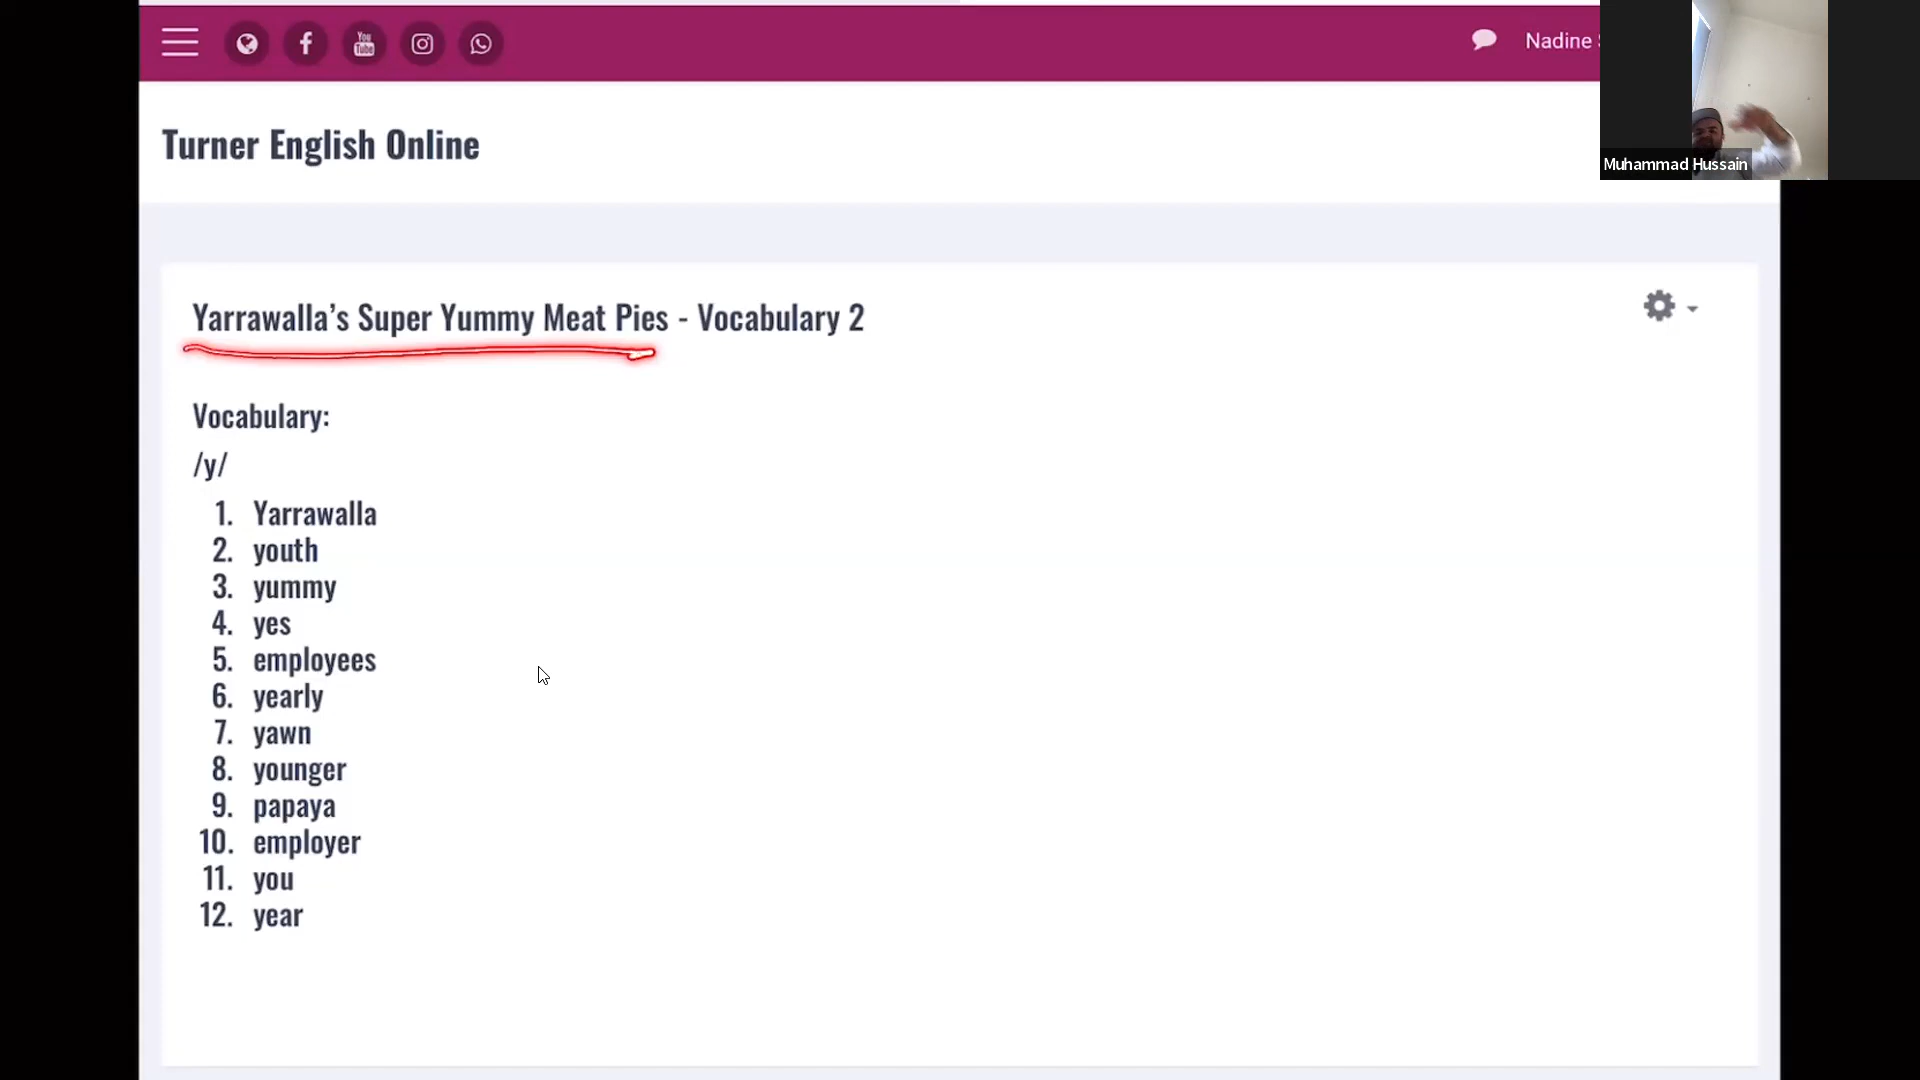 You
Tube
Nadine
Muhammad Hussain
Turner English Online
Yarrawalla’s Super Yummy Meat Pies - Vocabulary 2
Vocabulary:
/y/
1. Yarrawalla
2. youth
3. yummy
4. yes
5. employees
6. yearly
7. yawn
8. younger
9. papaya
10. employer
11. you
12. year